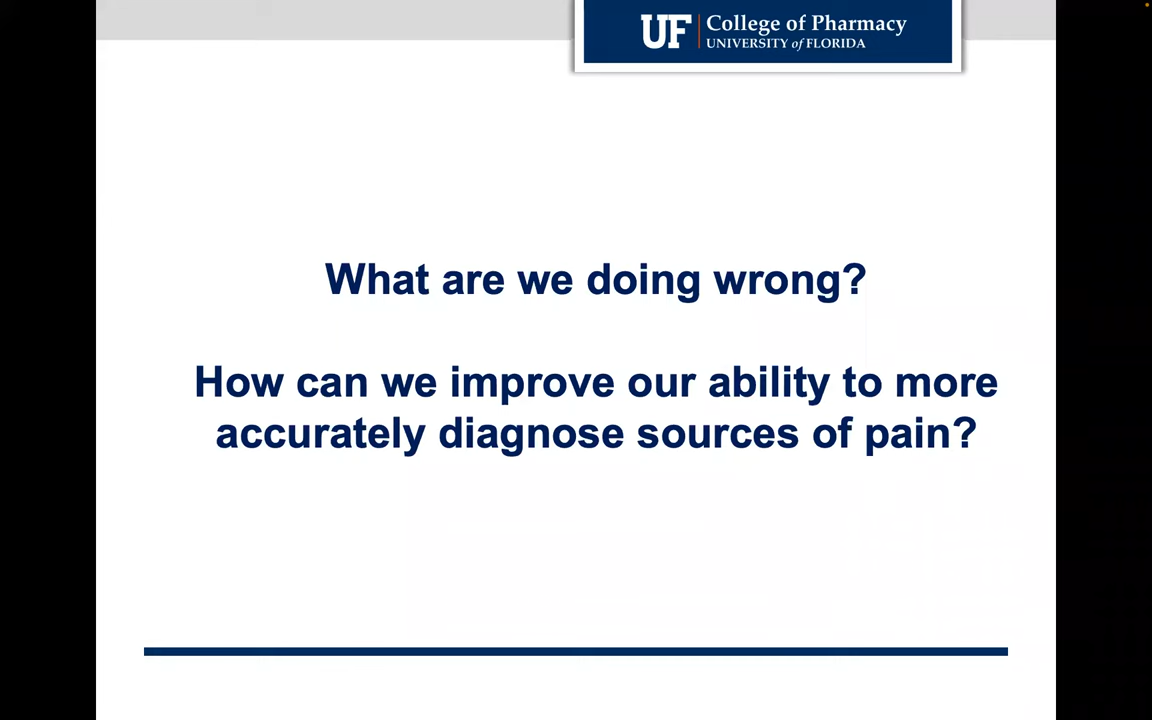 UF College of Pharmacy
UNIVERSITY of FLORIDA
What are we doing wrong?
How can we improve our ability to more
accurately diagnose sources of pain?